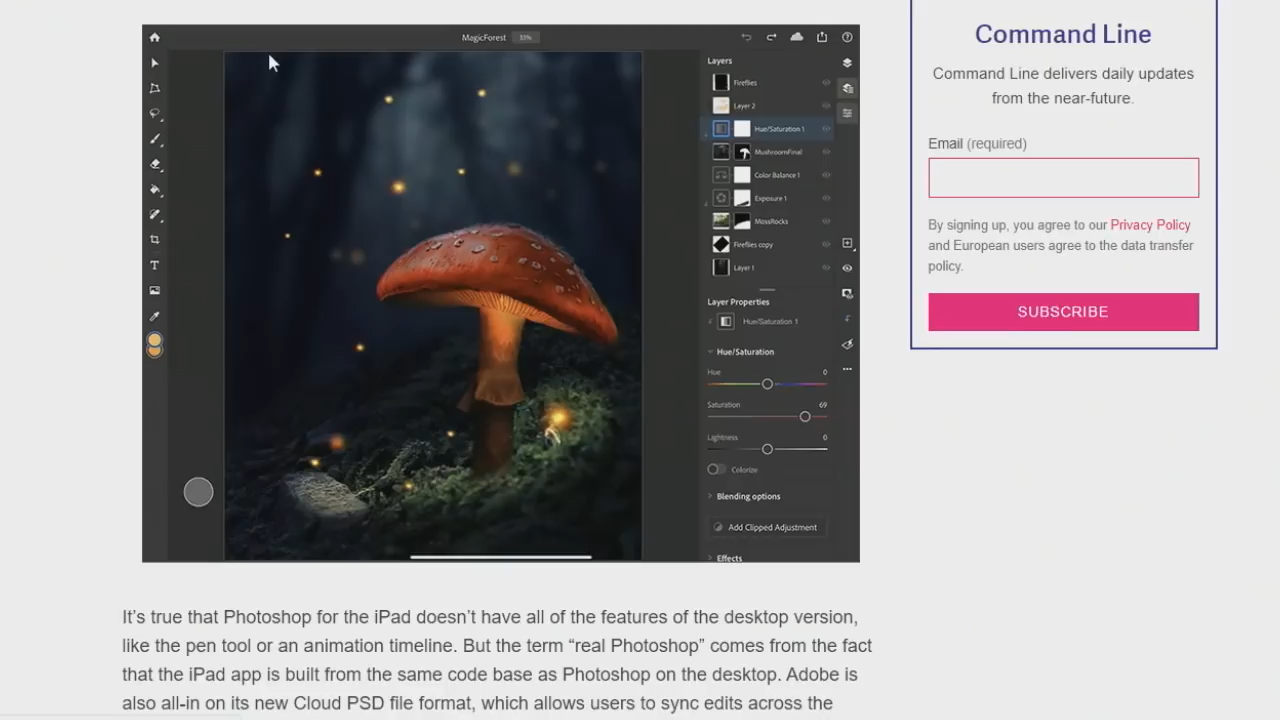 MagicForest 33%
Layers
Fireflies
Layer 2
Hue/Saturation 1
MushroomFinal
Color Balance 1
Exposure 1
MossRocks
Fireflies copy
Layer 1
Layer Properties
Hue/Saturation 1
Hue/Saturation
Hue 0
Saturation 69
Lightness 0
Colorize
Blending options
Add Clipped Adjustment
Effects
T
Command Line
Command Line delivers daily updates
from the near-future.
Email (required)
By signing up, you agree to our Privacy Policy
and European users agree to the data transfer
policy.
SUBSCRIBE
It’s true that Photoshop for the iPad doesn’t have all of the features of the desktop version,
like the pen tool or an animation timeline. But the term “real Photoshop” comes from the fact
that the iPad app is built from the same code base as Photoshop on the desktop. Adobe is
also all-in on its new Cloud PSD file format, which allows users to sync edits across the